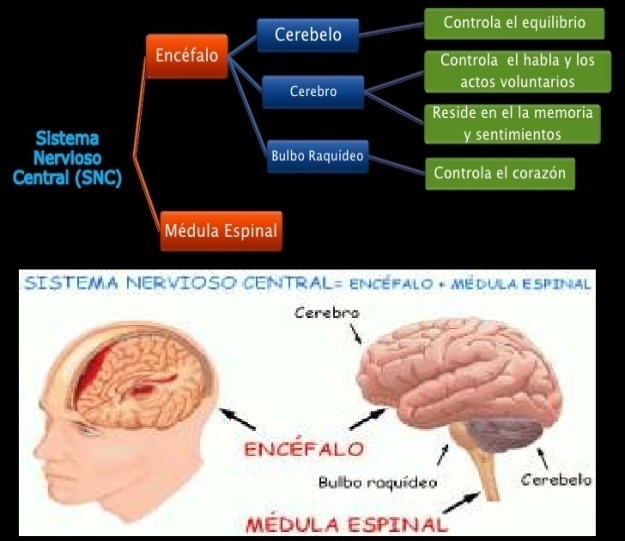 Sistema
Nervioso
Central (SNC)
Encéfalo
Cerebelo
Controla el equilibrio
Cerebro
Controla el habla y los
actos voluntarios
Reside en el la memoria
y sentimientos
Bulbo Raquídeo
Controla el corazón
Médula Espinal
SISTEMA NERVIOSO CENTRAL= ENCÉFALO + MÉDULA ESPINAL
Cerebro
ENCÉFALO
Bulbo raquídeo
Cerebelo
MÉDULA ESPINAL